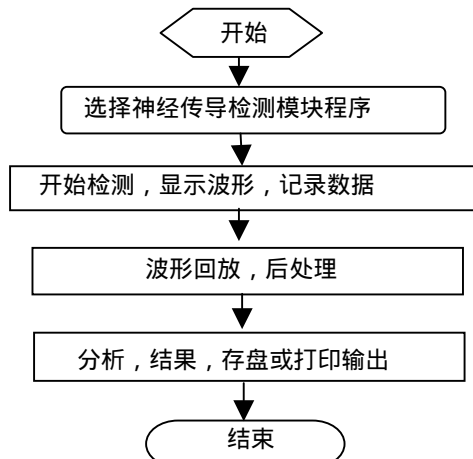 开始
选择神经传导检测模块程序
开始检测，显示波形，记录数据
波形回放，后处理
分析，结果，存盘或打印输出
结束